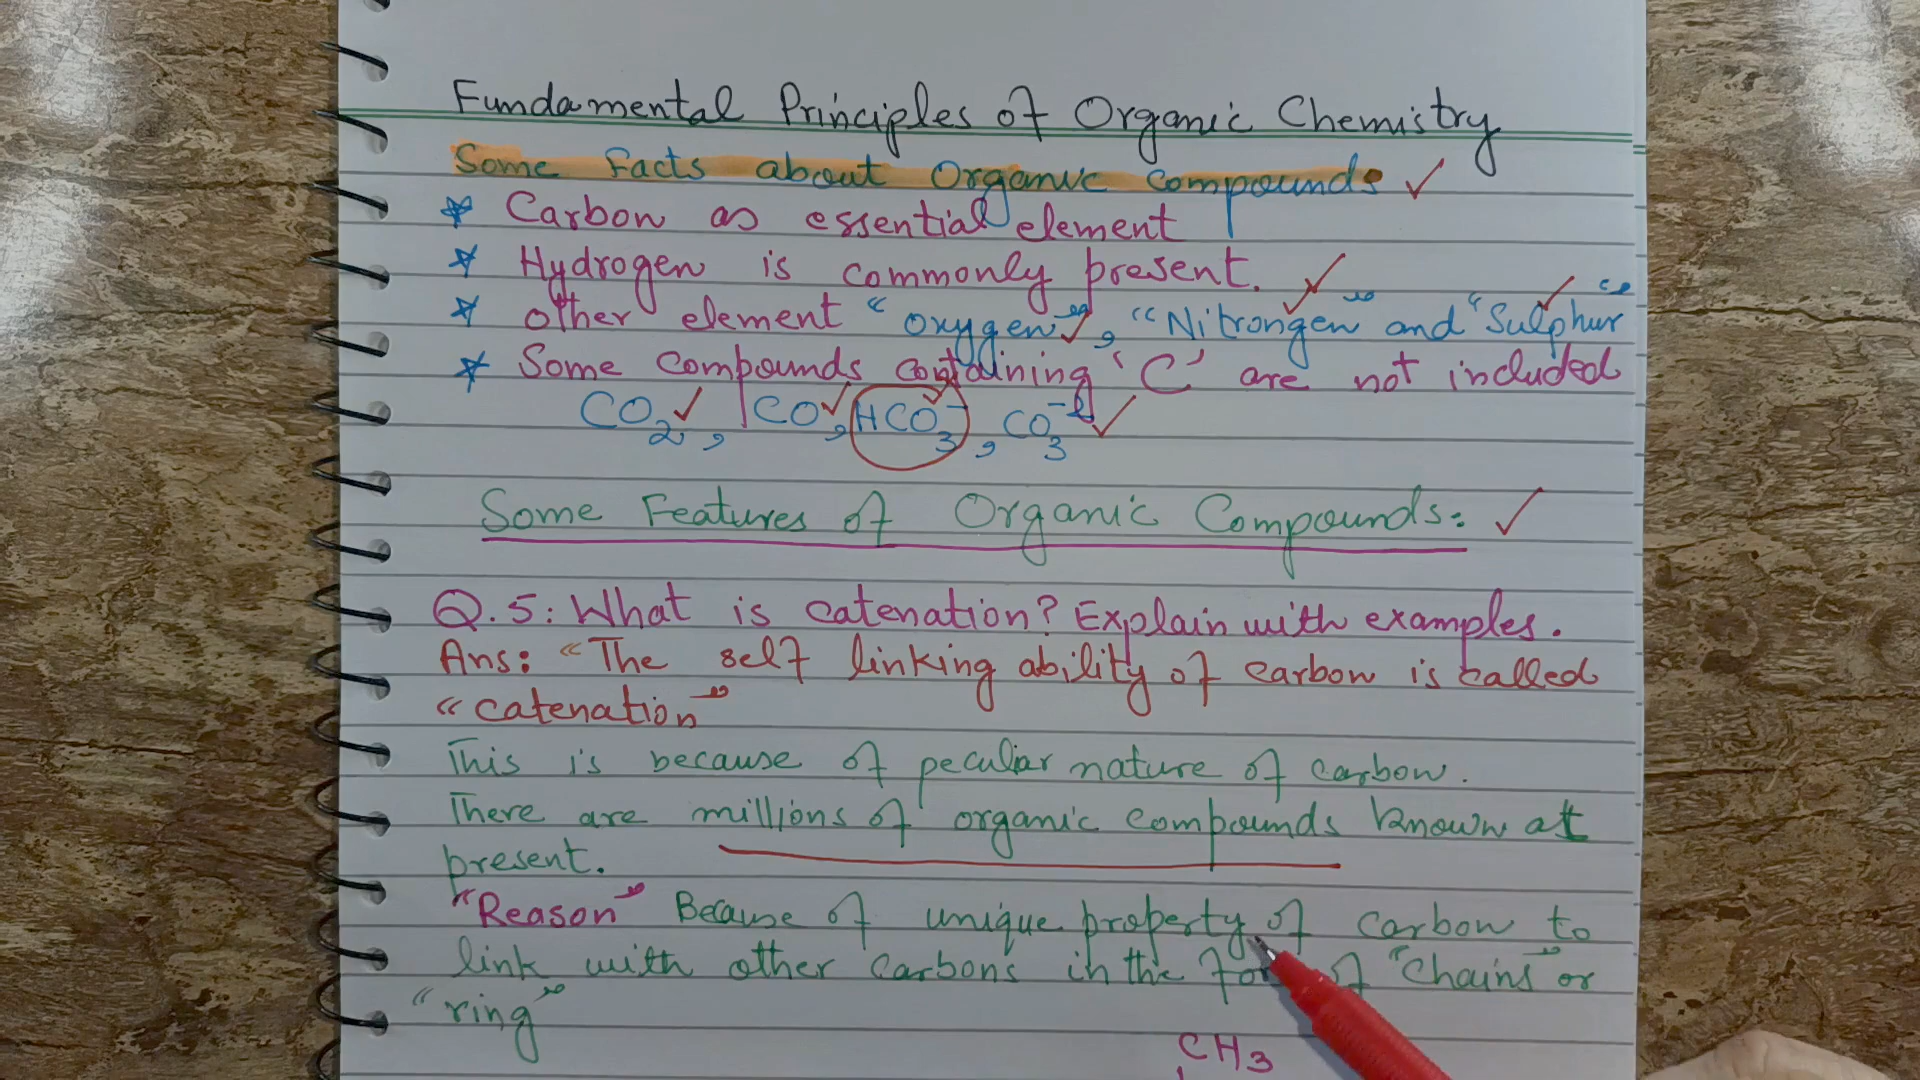 Fundamental Principles of Organic Chemistry
Some Facts about Organic compounds
* Carbon as essential element
* Hydrogen is commonly present.
* other element "oxygen", "Nitrongen" and "Sulphur"
* Some compounds containing 'C' are not included
CO₂, CO, HCO₃⁻, CO₃⁻²
Some Features of Organic Compounds:
Q.5: What is catenation? Explain with examples.
Ans: "The self linking ability of carbon is called
"catenation"
This is because of peculiar nature of carbon.
There are millions of organic compounds known at
present.
"Reason" Because of unique property of carbon to
link with other carbons in the of "Chains" or
"ring"
CH3